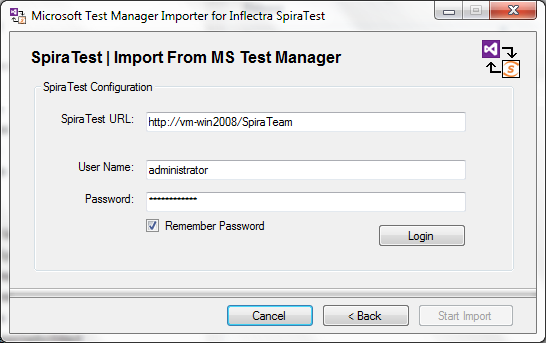 Microsoft Test Manager Importer for Inflectra SpiraTest
SpiraTest | Import From MS Test Manager
SpiraTest Configuration
SpiraTest URL: http://vm-win2008/SpiraTeam
User Name: administrator
Password: ************
Remember Password
Login
Cancel < Back Start Import